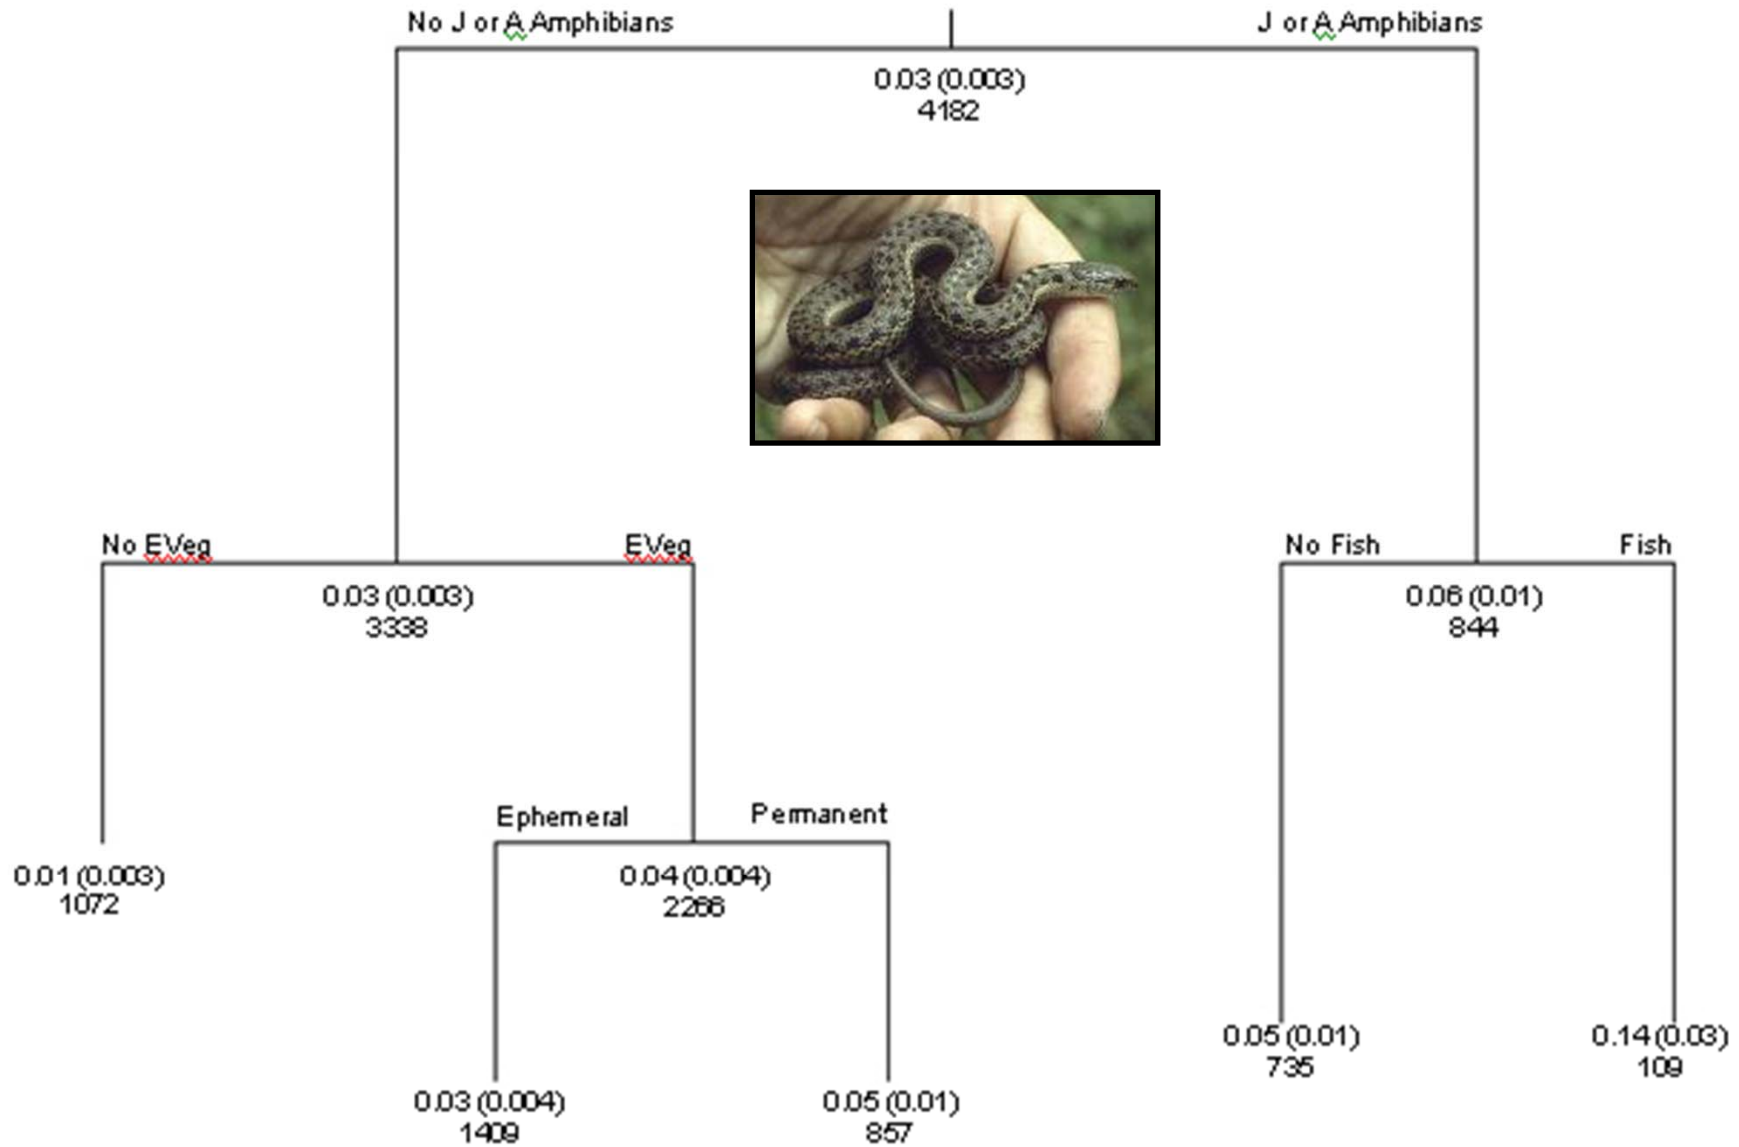 No J or A Amphibians
J or A Amphibians
0.03 (0.003)
4182
No EVeg
EVeg
0.03 (0.003)
3338
No Fish
Fish
0.06 (0.01)
844
0.01 (0.003)
1072
Ephemeral
Permanent
0.04 (0.004)
2266
0.03 (0.004)
1409
0.05 (0.01)
857
0.05 (0.01)
735
0.14 (0.03)
109